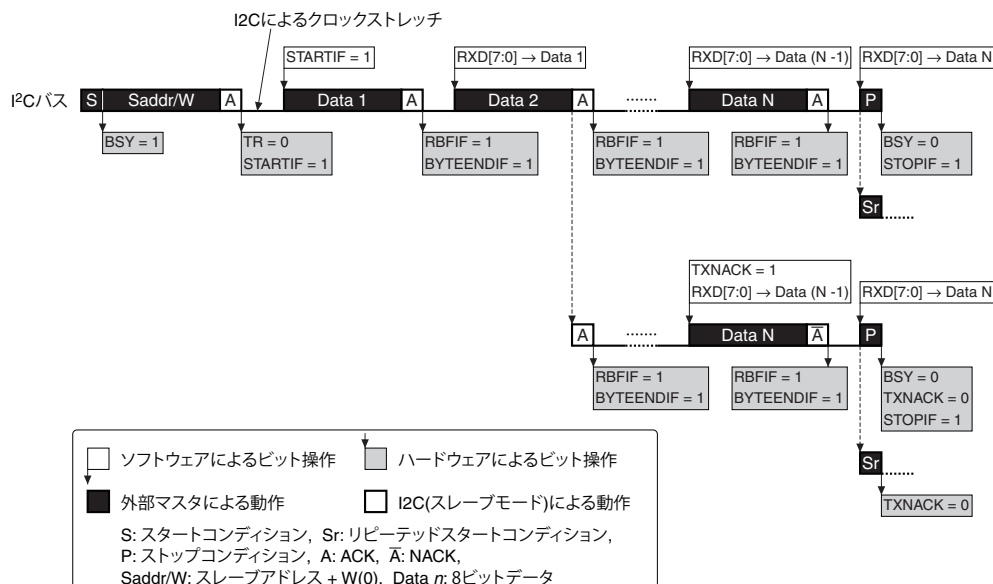 I2Cによるクロックストレッチ
STARTIF = 1
RXD[7:0] → Data 1
RXD[7:0] → Data (N -1)
RXD[7:0] → Data N
I²Cバス
S
Saddr/W
A
Data 1
A
Data 2
A
........
Data N
A
P
BSY = 1
TR = 0
STARTIF = 1
RBFIF = 1
BYTEENDIF = 1
RBFIF = 1
BYTEENDIF = 1
RBFIF = 1
BYTEENDIF = 1
BSY = 0
STOPIF = 1
Sr ........
TXNACK = 1
RXD[7:0] → Data (N -1)
RXD[7:0] → Data N
A
........
Data N
A̅
P
RBFIF = 1
BYTEENDIF = 1
RBFIF = 1
BYTEENDIF = 1
BSY = 0
TXNACK = 0
STOPIF = 1
Sr ........
TXNACK = 0
ソフトウェアによるビット操作
ハードウェアによるビット操作
外部マスタによる動作
I2C(スレーブモード)による動作
S: スタートコンディション, Sr: リピーテッドスタートコンディション,
P: ストップコンディション, A: ACK, A̅: NACK,
Saddr/W: スレーブアドレス + W(0), Data n: 8ビットデータ